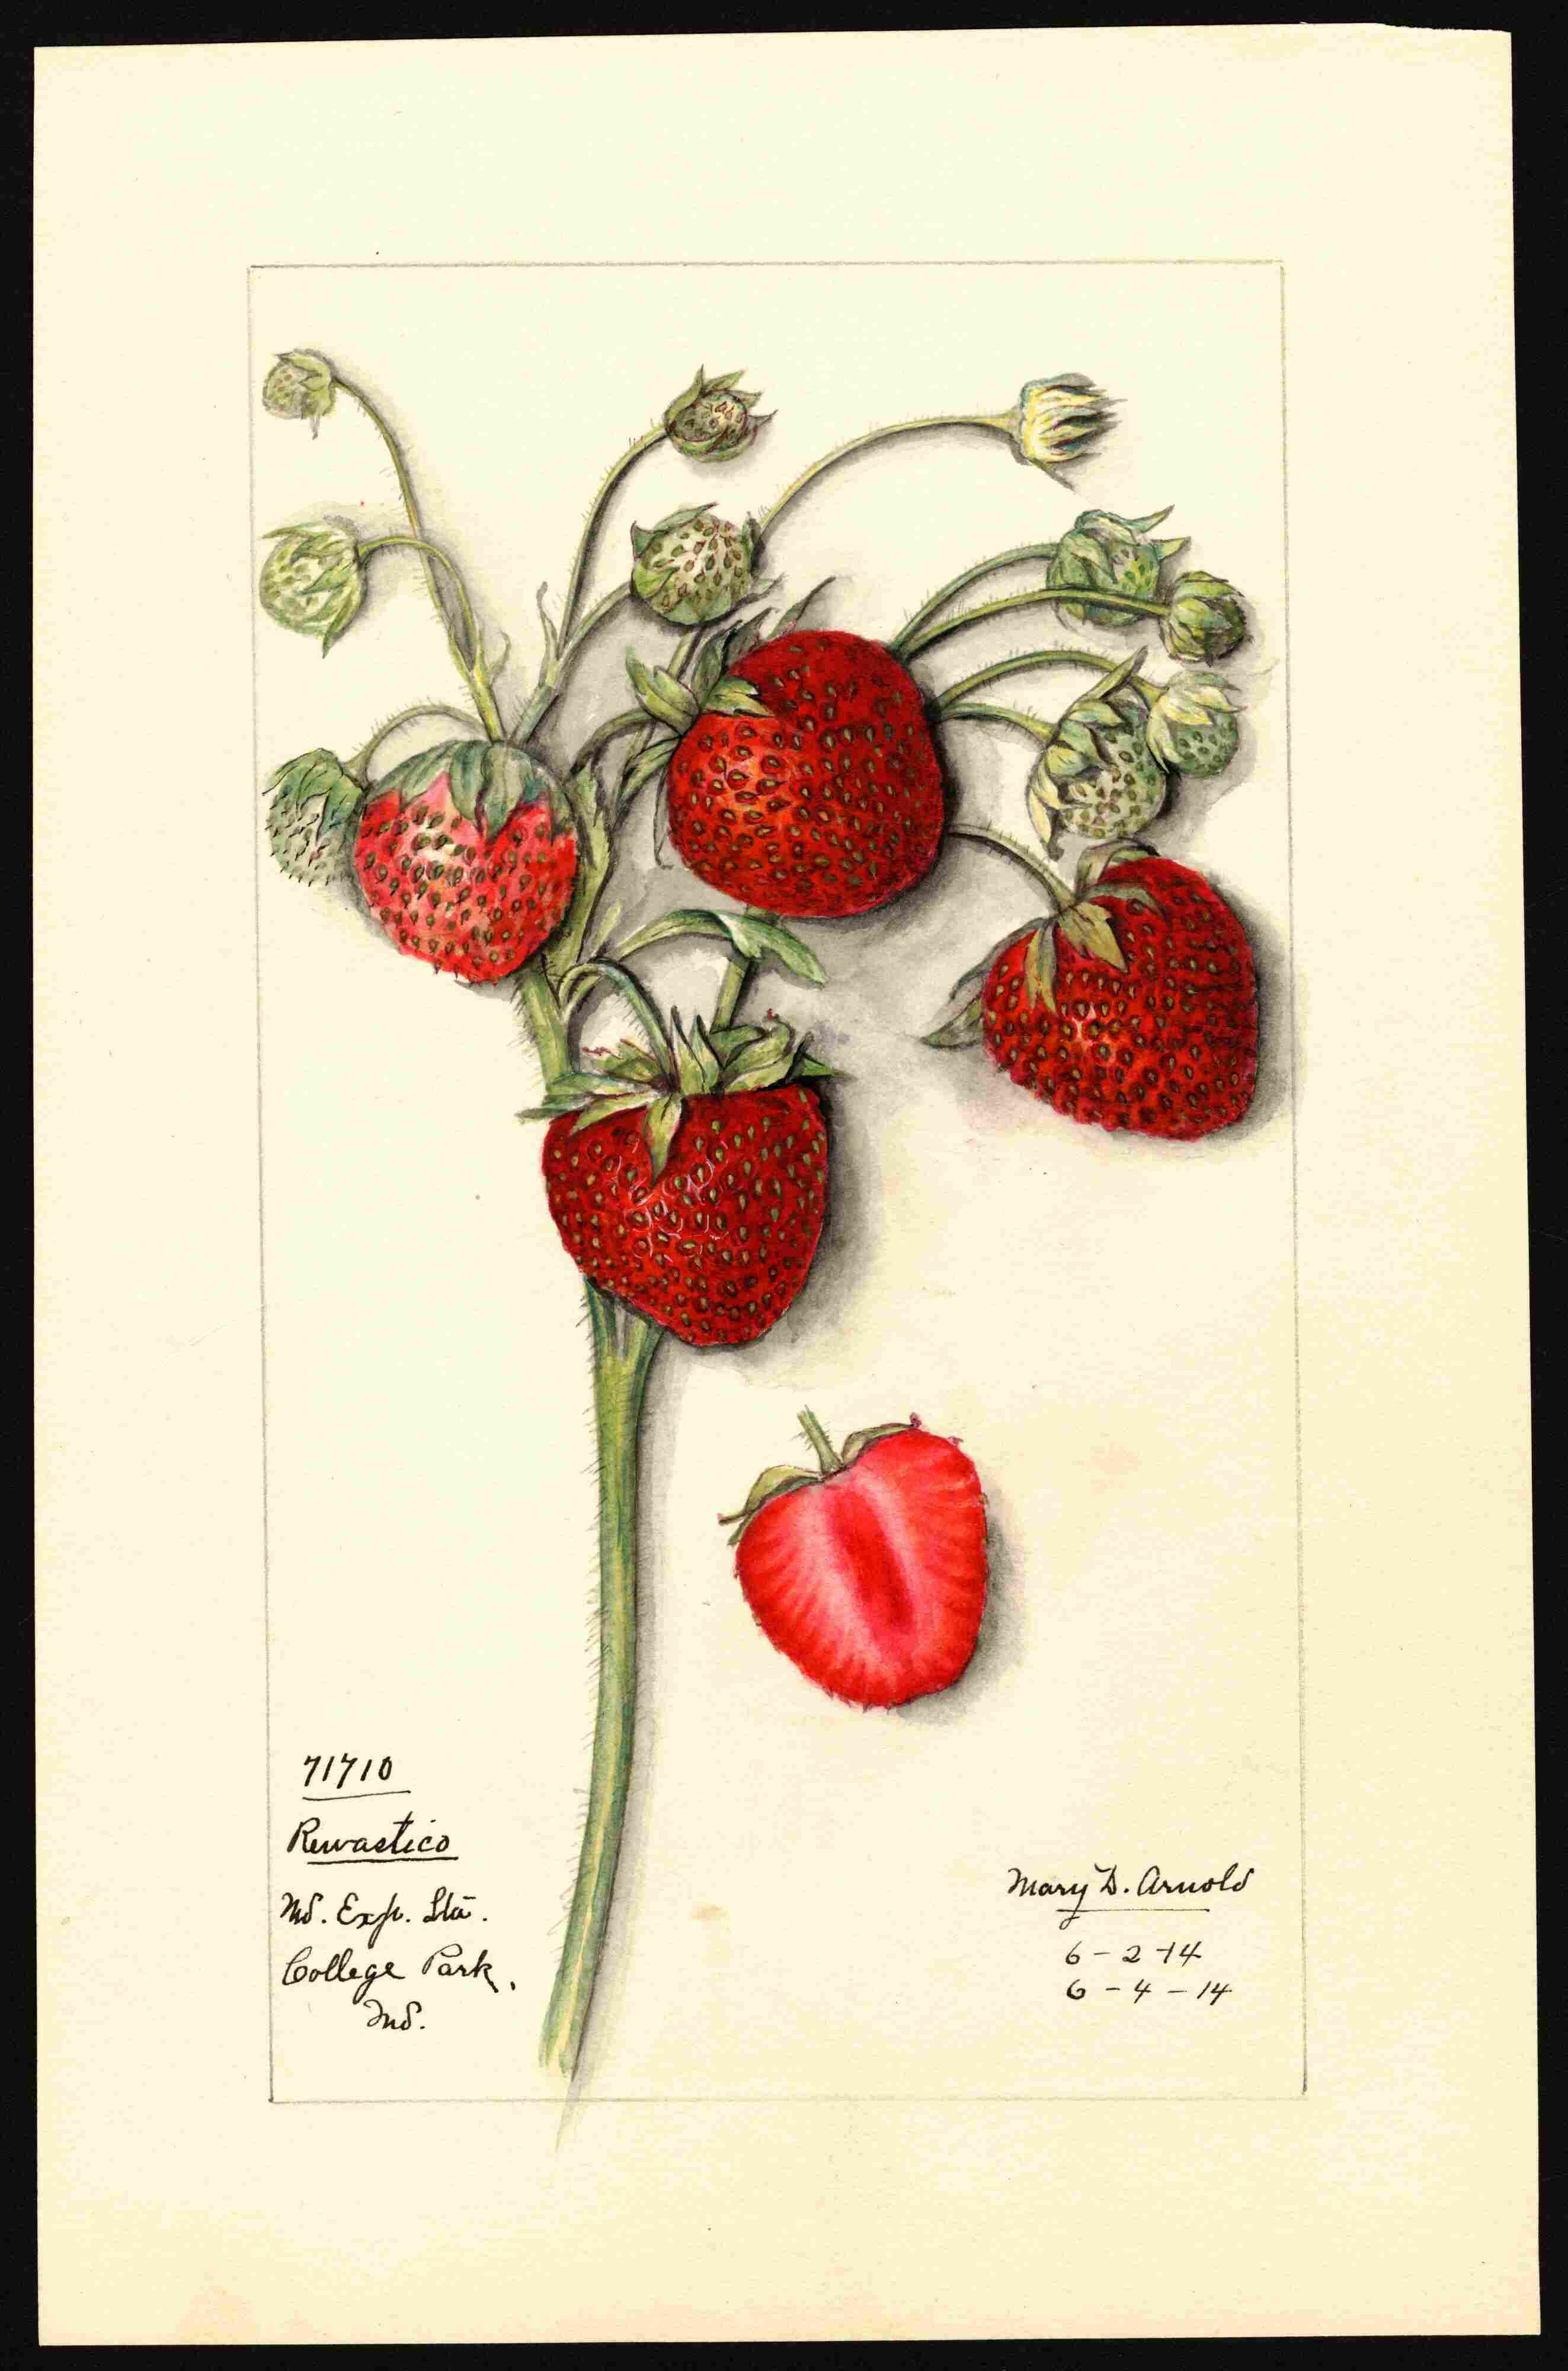 71710
Rewastico
Md. Exp. Sta.
College Park,
Md.
Mary D. Arnold
6-2-14
6-4-14